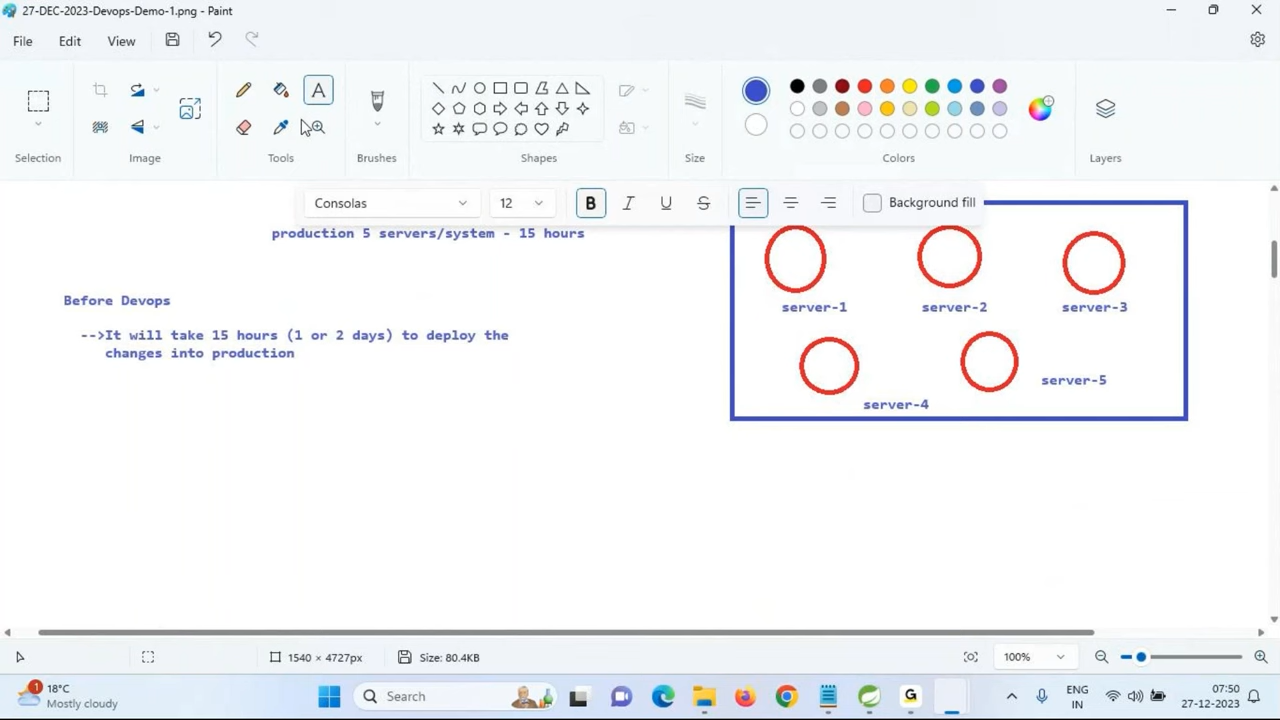 27-DEC-2023-Devops-Demo-1.png - Paint
File Edit View
Selection Image Tools Brushes Shapes Size Colors Layers
Consolas 12 B I U S Background fill
production 5 servers/system - 15 hours
Before Devops
-->It will take 15 hours (1 or 2 days) to deploy the
changes into production
server-1 server-2 server-3
server-5
server-4
1540 × 4727px Size: 80.4KB 100%
1 18°C
Mostly cloudy
Search
G
ENG
IN
07:50
27-12-2023